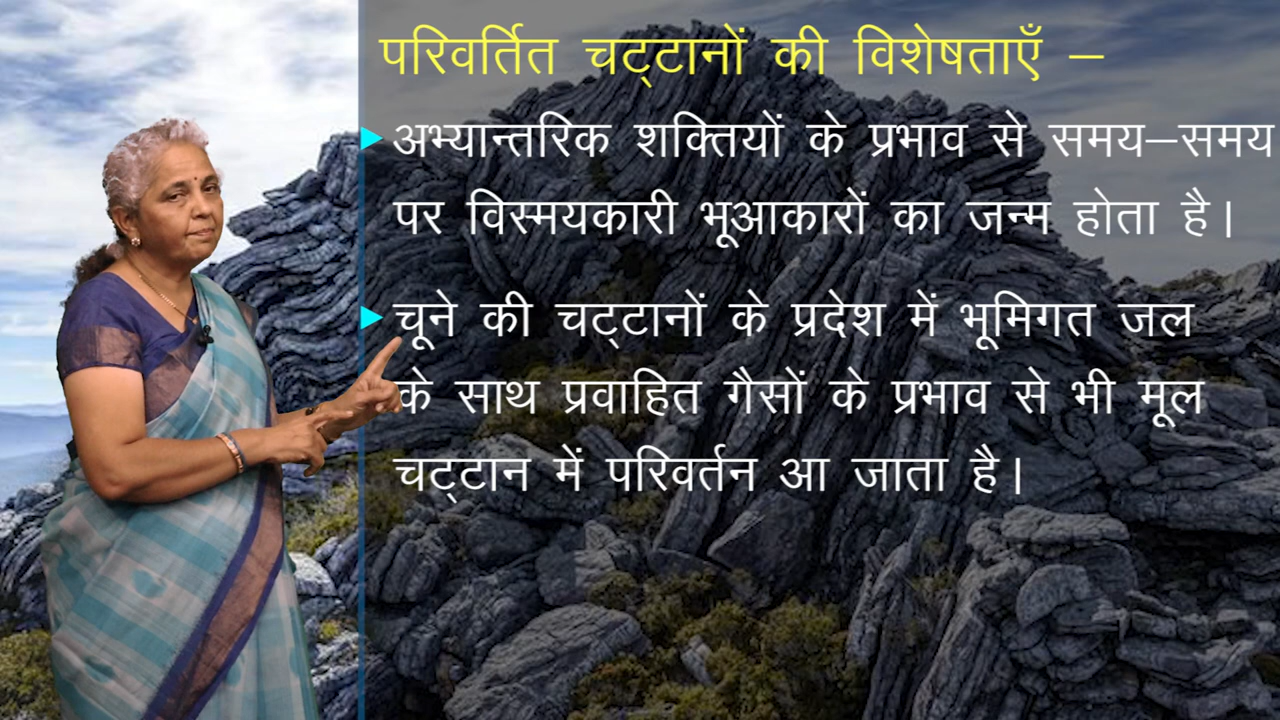 परिवर्तित चट्टानों की विशेषताएँ –
अभ्यान्तरिक शक्तियों के प्रभाव से समय–समय
पर विस्मयकारी भूआकारों का जन्म होता है।
चूने की चट्टानों के प्रदेश में भूमिगत जल
के साथ प्रवाहित गैसों के प्रभाव से भी मूल
चट्टान में परिवर्तन आ जाता है।